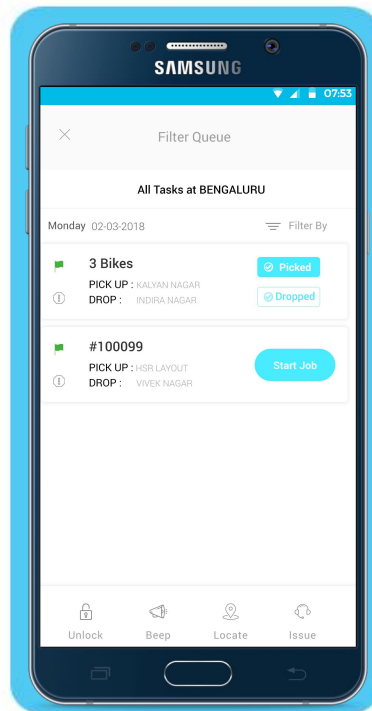 SAMSUNG
07:53
Filter Queue
All Tasks at BENGALURU
Monday 02-03-2018 Filter By
3 Bikes Picked
PICK UP : KALYAN NAGAR
DROP : INDIRA NAGAR Dropped
#100099
PICK UP : HSR LAYOUT Start Job
DROP : VIVEK NAGAR
Unlock Beep Locate Issue